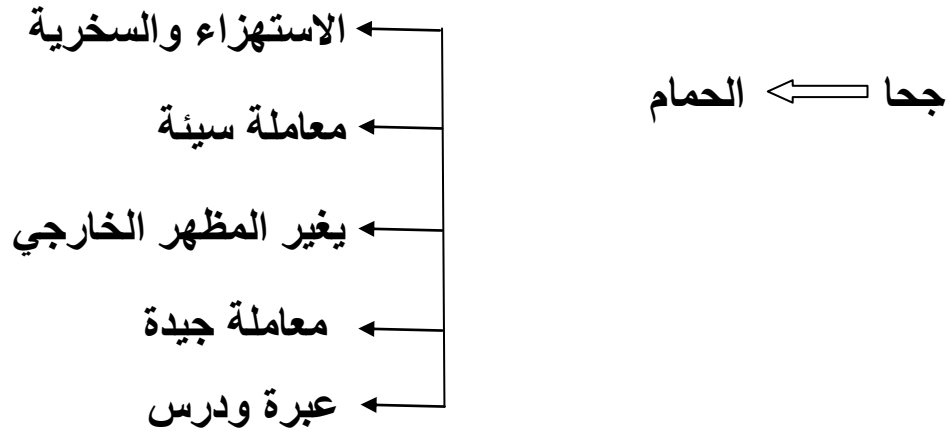 جحا الحمام
الاستهزاء والسخرية
معاملة سيئة
يغير المظهر الخارجي
معاملة جيدة
عبرة ودرس